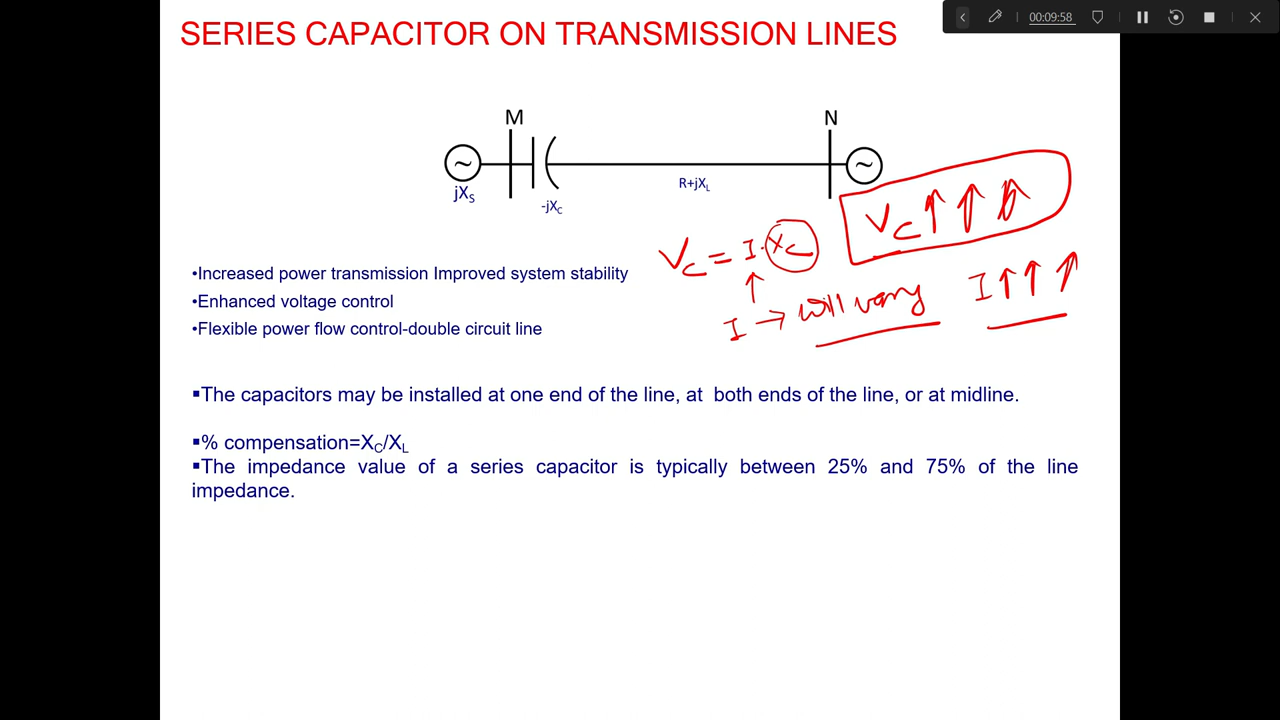 00:09:58
SERIES CAPACITOR ON TRANSMISSION LINES
M
N
~
~
jXS
-jXC
R+jXL
VC = I.XC
VC ↑ ↑ ↑
↑
I → will vary
I ↑ ↑ ↑
•Increased power transmission Improved system stability
•Enhanced voltage control
•Flexible power flow control-double circuit line
▪The capacitors may be installed at one end of the line, at both ends of the line, or at midline.
▪% compensation=XC/XL
▪The impedance value of a series capacitor is typically between 25% and 75% of the line
impedance.